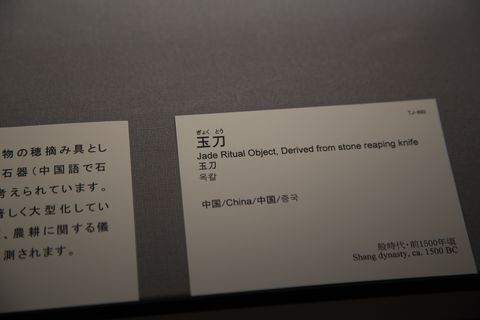 物の穂摘み具とし
石器（中国語で石
考えられています。
著しく大型化してい
、農耕に関する儀
測されます。
TJ-693
ぎょく とう
玉刀
Jade Ritual Object, Derived from stone reaping knife
玉刀
옥칼
中国/China/中国/중국
殷時代・前1500年頃
Shang dynasty, ca. 1500 BC